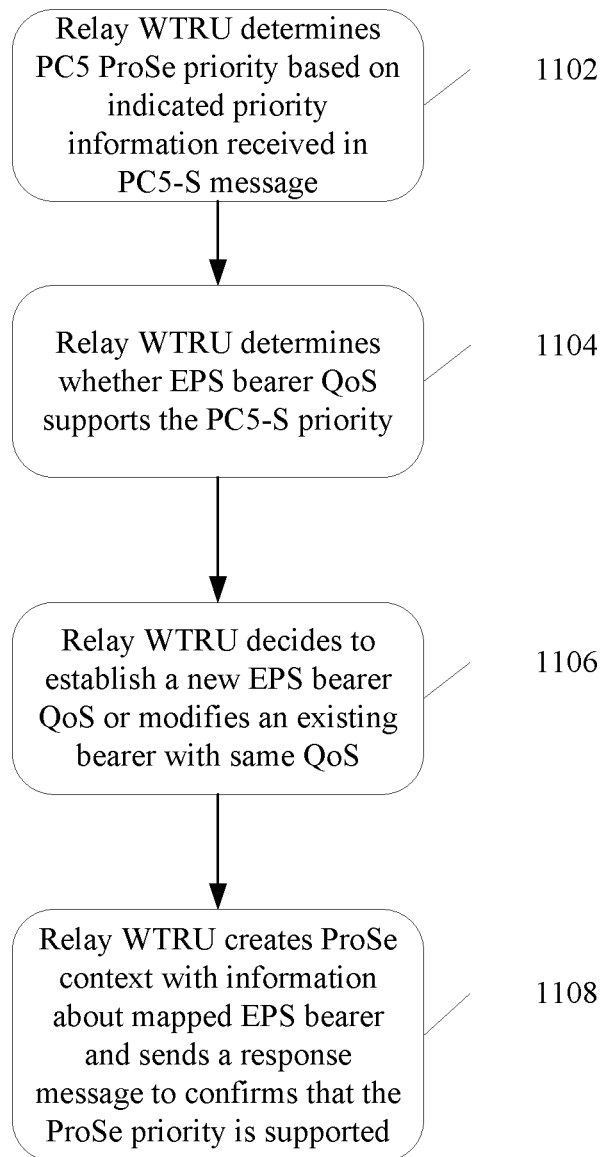 Relay WTRU determines
PC5 ProSe priority based on
indicated priority
information received in
PC5-S message
1102
Relay WTRU determines
whether EPS bearer QoS
supports the PC5-S priority
1104
Relay WTRU decides to
establish a new EPS bearer
QoS or modifies an existing
bearer with same QoS
1106
Relay WTRU creates ProSe
context with information
about mapped EPS bearer
and sends a response
message to confirms that the
ProSe priority is supported
1108